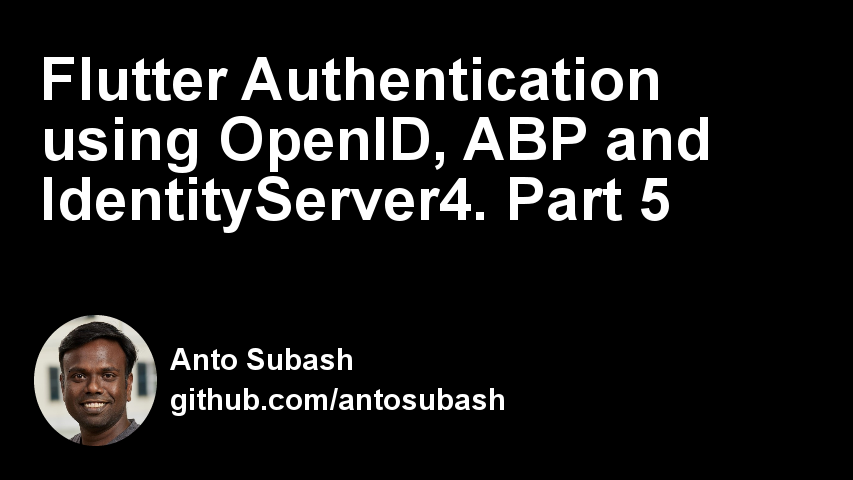 Flutter Authentication
using OpenID, ABP and
IdentityServer4. Part 5
Anto Subash
github.com/antosubash